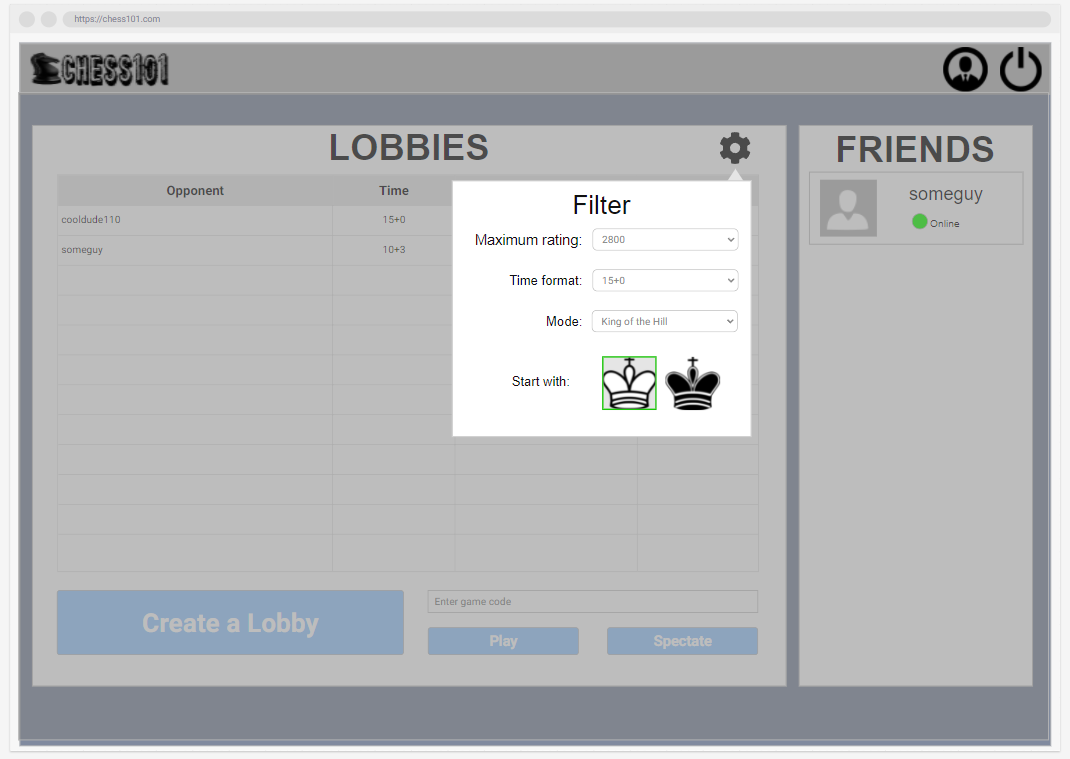 https://chess101.com
CHESS101
LOBBIES
Opponent Time
cooldude110 15+0
someguy 10+3
Filter
Maximum rating: 2800
Time format: 15+0
Mode: King of the Hill
Start with:
Create a Lobby
Enter game code
Play Spectate
FRIENDS
someguy
Online